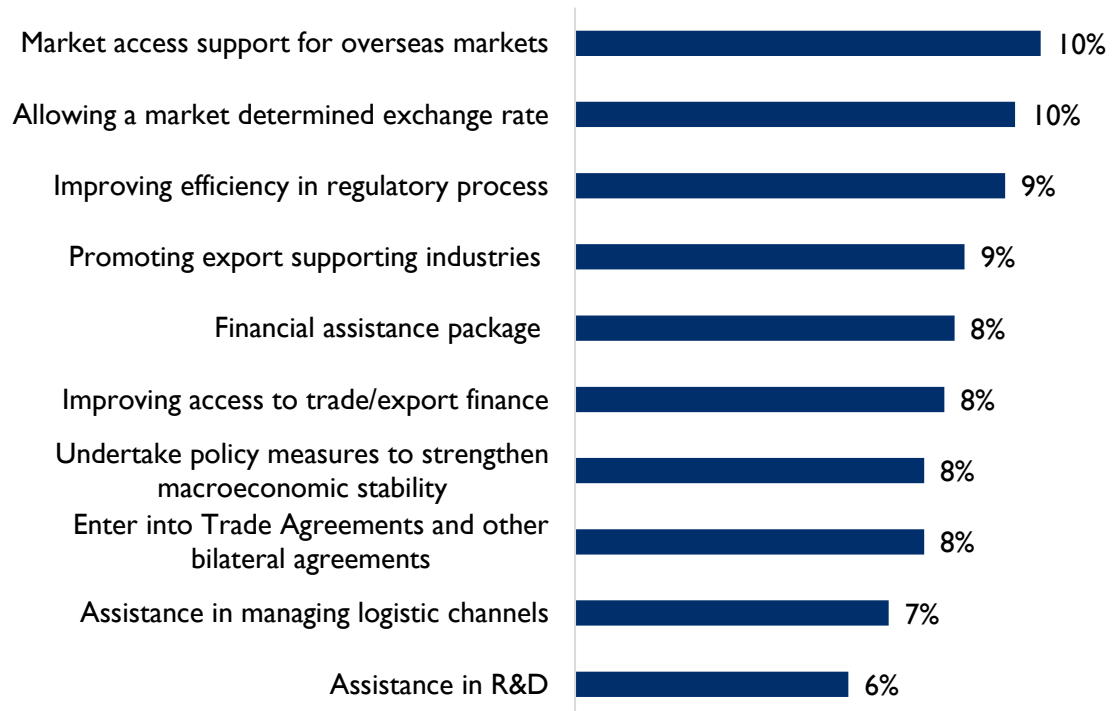 Market access support for overseas markets 10%
Allowing a market determined exchange rate 10%
Improving efficiency in regulatory process 9%
Promoting export supporting industries 9%
Financial assistance package 8%
Improving access to trade/export finance 8%
Undertake policy measures to strengthen
macroeconomic stability 8%
Enter into Trade Agreements and other
bilateral agreements 8%
Assistance in managing logistic channels 7%
Assistance in R&D 6%